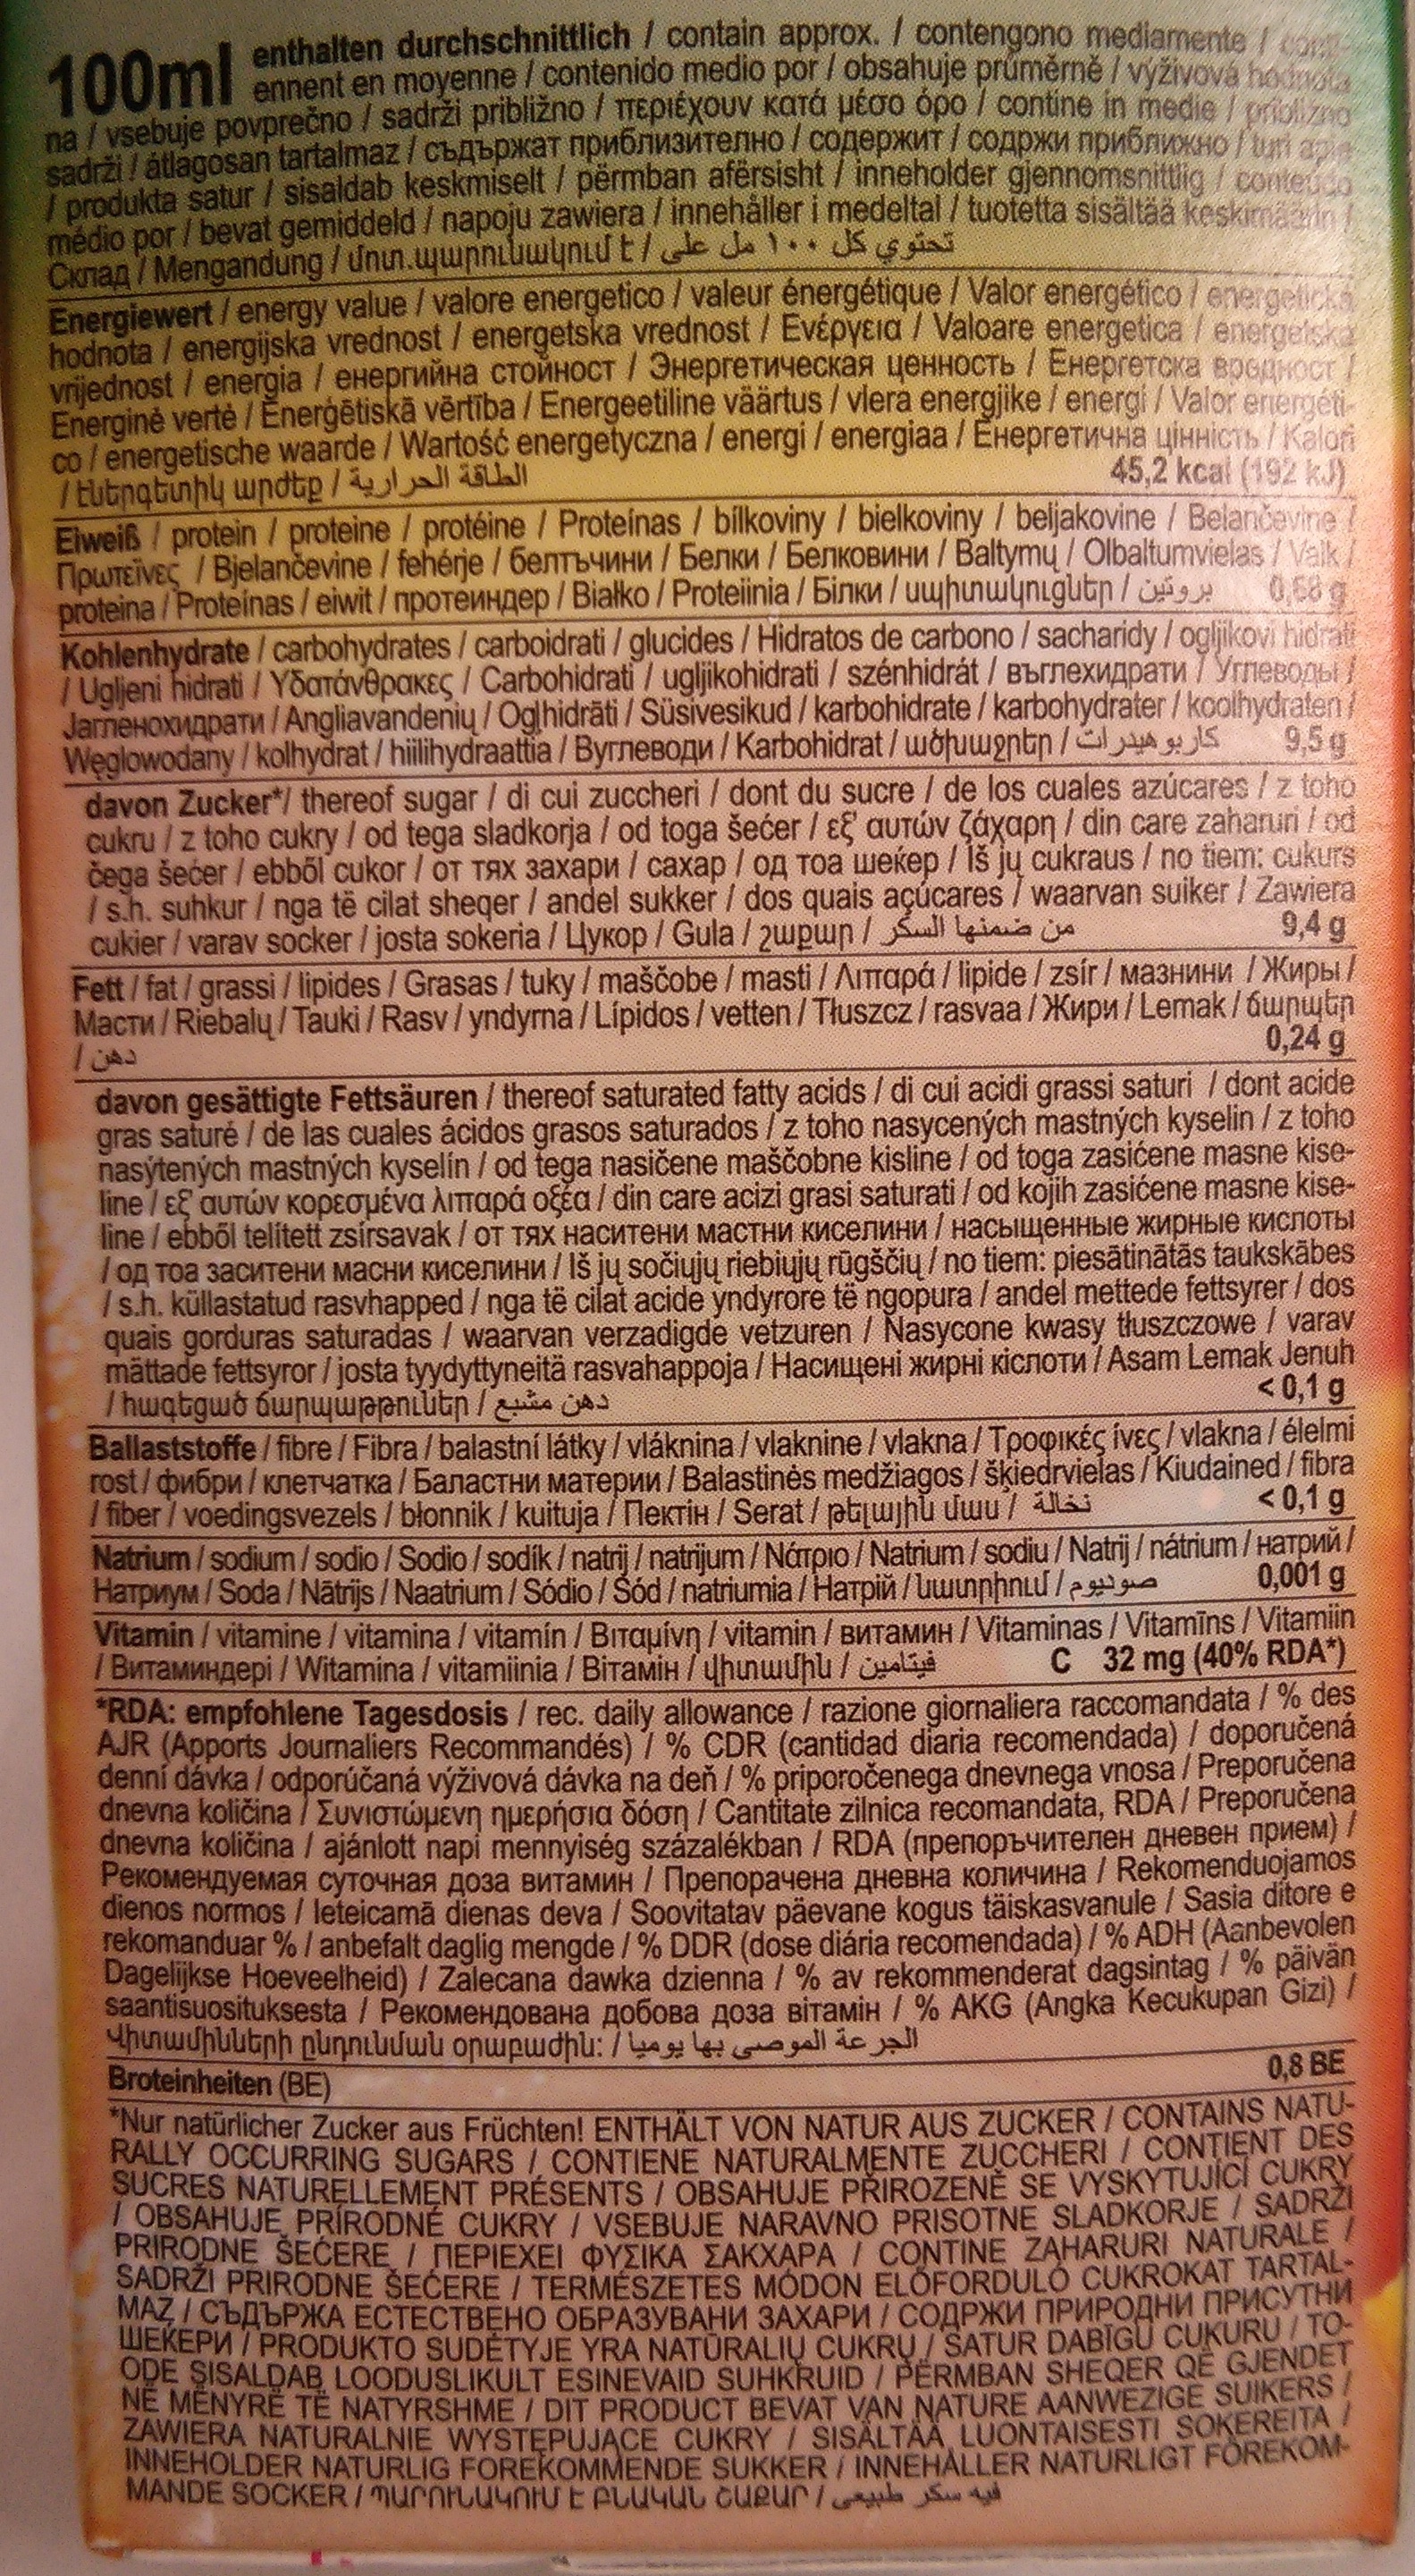 100ml enthalten durchschnittlich / contain approx. / contengono mediamente /
ennent en moyenne / contenido medio por / obsahuje průměrně / výživová hodnota
na / vsebuje povprečno / sadrži približno / περιέχουν κατά μέσο όρο / contine in medie / približno
sadrži / átlagosan tartalmaz / съдържат приблизително / содержит / содржи приближно / turi apie
/ produkta satur / sisaldab keskmiselt / përmban afërsisht / inneholder gjennomsnittlig / conteúdo
médio por / bevat gemiddeld / napoju zawiera / innehåller i medeltal / tuotetta sisältää keskimäärin /
Склад / Mengandung / մոտ.պարունակում է / تحتوي كل ١٠٠ مل على
Energiewert / energy value / valore energetico / valeur énergétique / Valor energético / energetická
hodnota / energijska vrednost / energetska vrednost / Ενέργεια / Valoare energetica / energetska
vrijednost / energia / енергийна стойност / Энергетическая ценность / Енергетска вредност /
Energinė vertė / Enerģētiskā vērtība / Energeetiline väärtus / vlera energjike / energi / Valor energéti-
co / energetische waarde / Wartość energetyczna / energi / energiaa / Енергетична цінність / Kalori
/ էներգետիկ արժեք / الطاقة الحرارية 45,2 kcal (192 kJ)
Eiweiß / protein / proteine / protéine / Proteínas / bílkoviny / bielkoviny / beljakovine / Belančevine /
Πρωτεΐνες / Bjelančevine / fehérje / белтъчини / Белки / Белковини / Baltymų / Olbaltumvielas / Valk /
proteina / Proteínas / eiwit / протеиндер / Białko / Proteiinia / Білки / սպիտակուցներ / بروتين 0,68 g
Kohlenhydrate / carbohydrates / carboidrati / glucides / Hidratos de carbono / sacharidy / ogljikovi hidrati
/ Ugljeni hidrati / Υδατάνθρακες / Carbohidrati / ugljikohidrati / szénhidrát / въглехидрати / Углеводы /
Јагленохидрати / Angliavandenių / Ogļhidrāti / Süsivesikud / karbohidrate / karbohydrater / koolhydraten /
Węglowodany / kolhydrat / hiilihydraattia / Вуглеводи / Karbohidrat / ածխաջրեր / كاربو هيدرات 9,5 g
davon Zucker*/ thereof sugar / di cui zuccheri / dont du sucre / de los cuales azúcares / z toho
cukru / z toho cukry / od tega sladkorja / od toga šećer / εξ' αυτών ζάχαρη / din care zaharuri / od
čega šećer / ebből cukor / от тях захари / сахар / од тоа шеќер / Iš jų cukraus / no tiem: cukurs
/ s.h. suhkur / nga të cilat sheqer / andel sukker / dos quais açúcares / waarvan suiker / Zawiera
cukier / varav socker / josta sokeria / Цукор / Gula / շաքար / من ضمنها السكر 9,4 g
Fett / fat / grassi / lipides / Grasas / tuky / maščobe / masti / Λιπαρά / lipide / zsír / мазнини / Жиры /
Масти / Riebalų / Tauki / Rasv / yndyrna / Lípidos / vetten / Tłuszcz / rasvaa / Жири / Lemak / ճարպեր
/ دهن 0,24 g
davon gesättigte Fettsäuren / thereof saturated fatty acids / di cui acidi grassi saturi / dont acide
gras saturé / de las cuales ácidos grasos saturados / z toho nasycených mastných kyselin / z toho
nasýtených mastných kyselín / od tega nasičene maščobne kisline / od toga zasićene masne kise-
line / εξ' αυτών κορεσμένα λιπαρά οξέα / din care acizi grasi saturati / od kojih zasićene masne kise-
line / ebből telített zsírsavak / от тях наситени мастни киселини / насыщенные жирные кислоты
/ од тоа заситени масни киселини / Iš jų sočiųjų riebiųjų rūgščių / no tiem: piesātinātās taukskābes
/ s.h. küllastatud rasvhapped / nga të cilat acide yndyrore të ngopura / andel mettede fettsyrer / dos
quais gorduras saturadas / waarvan verzadigde vetzuren / Nasycone kwasy tłuszczowe / varav
mättade fettsyror / josta tyydyttyneitä rasvahappoja / Насищені жирні кіслоти / Asam Lemak Jenuh
/ հագեցած ճարպաթթուներ / دهن مشبع < 0,1 g
Ballaststoffe / fibre / Fibra / balastní látky / vláknina / vlaknine / vlakna / Τροφικές ίνες / vlakna / élelmi
rost / фибри / клетчатка / Баластни материи / Balastinės medžiagos / šķiedrvielas / Kiudained / fibra
/ fiber / voedingsvezels / błonnik / kuituja / Пектін / Serat / թելային մաս / نخالة < 0,1 g
Natrium / sodium / sodio / Sodio / sodík / natrij / natrijum / Νάτριο / Natrium / sodiu / Natrij / nátrium / натрий /
Натриум / Soda / Nātrijs / Naatrium / Sódio / Sód / natriumia / Натрій / Նատրիում / صوديوم 0,001 g
Vitamin / vitamine / vitamina / vitamín / Βιταμίνη / vitamin / витамин / Vitaminas / Vitamīns / Vitamiin
/ Витаминдері / Witamina / vitamiinia / Вітамін / վիտամին / فيتامين C 32 mg (40% RDA*)
*RDA: empfohlene Tagesdosis / rec. daily allowance / razione giornaliera raccomandata / % des
AJR (Apports Journaliers Recommandés) / % CDR (cantidad diaria recomendada) / doporučená
denní dávka / odporúčaná výživová dávka na deň / % priporočenega dnevnega vnosa / Preporučena
dnevna količina / Συνιστώμενη ημερήσια δόση / Cantitate zilnica recomandata, RDA / Preporučena
dnevna količina / ajánlott napi mennyiség százalékban / RDA (препоръчителен дневен прием) /
Рекомендуемая суточная доза витамин / Препорачена дневна количина / Rekomenduojamos
dienos normos / Ieteicamā dienas deva / Soovitatav päevane kogus täiskasvanule / Sasia ditore e
rekomanduar % / anbefalt daglig mengde / % DDR (dose diária recomendada) / % ADH (Aanbevolen
Dagelijkse Hoeveelheid) / Zalecana dawka dzienna / % av rekommenderat dagsintag / % päivän
saantisuosituksesta / Рекомендована добова доза вітамін / % AKG (Angka Kecukupan Gizi) /
Վիտամինների ընդունման օրաբաժին: / الجرعة الموصى بها يوميا
Broteinheiten (BE) 0,8 BE
*Nur natürlicher Zucker aus Früchten! ENTHÄLT VON NATUR AUS ZUCKER / CONTAINS NATU-
RALLY OCCURRING SUGARS / CONTIENE NATURALMENTE ZUCCHERI / CONTIENT DES
SUCRES NATURELLEMENT PRÉSENTS / OBSAHUJE PŘIROZENĚ SE VYSKYTUJÍCÍ CUKRY
/ OBSAHUJE PRÍRODNÉ CUKRY / VSEBUJE NARAVNO PRISOTNE SLADKORJE / SADRŽI
PRIRODNE ŠEĆERE / ΠΕΡΙΕΧΕΙ ΦΥΣΙΚΑ ΣΑΚΧΑΡΑ / CONTINE ZAHARURI NATURALE /
SADRŽI PRIRODNE ŠEĆERE / TERMÉSZETES MÓDON ELŐFORDULÓ CUKROKAT TARTAL-
MAZ / СЪДЪРЖА ЕСТЕСТВЕНО ОБРАЗУВАНИ ЗАХАРИ / СОДРЖИ ПРИРОДНИ ПРИСУТНИ
ШЕЌЕРИ / PRODUKTO SUDĖTYJE YRA NATŪRALIŲ CUKRŲ / SATUR DABĪGU CUKURU / TO-
ODE SISALDAB LOODUSLIKULT ESINEVAID SUHKRUID / PËRMBAN SHEQER QË GJENDET
NË MËNYRË TË NATYRSHME / DIT PRODUCT BEVAT VAN NATURE AANWEZIGE SUIKERS /
ZAWIERA NATURALNIE WYSTĘPUJĄCE CUKRY / SISÄLTÄÄ LUONTAISESTI SOKEREITA /
INNEHOLDER NATURLIG FOREKOMMENDE SUKKER / INNEHÅLLER NATURLIGT FÖREKOM-
MANDE SOCKER / ՊԱՐՈՒՆԱԿՈՒՄ Է ԲՆԱԿԱՆ ՇԱՔԱՐ / فيه سكر طبيعي